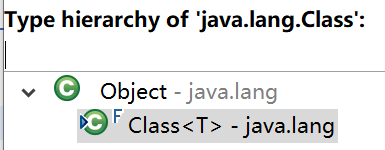 Type hierarchy of 'java.lang.Class':
C Object - java.lang
C F Class<T> - java.lang